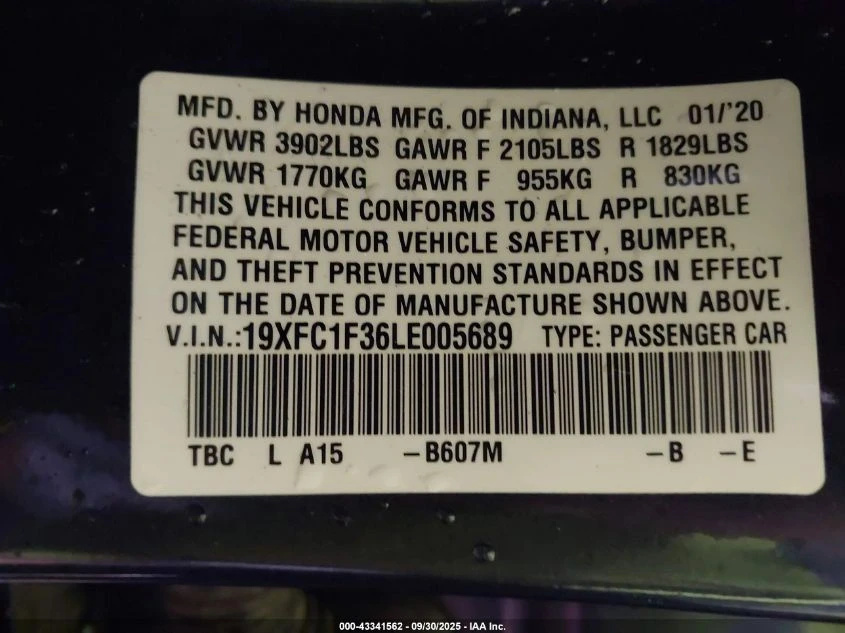 MFD. BY HONDA MFG. OF INDIANA, LLC 01/'20
GVWR 3902LBS GAWR F 2105LBS R 1829LBS
GVWR 1770KG GAWR F 955KG R 830KG
THIS VEHICLE CONFORMS TO ALL APPLICABLE
FEDERAL MOTOR VEHICLE SAFETY, BUMPER,
AND THEFT PREVENTION STANDARDS IN EFFECT
ON THE DATE OF MANUFACTURE SHOWN ABOVE.
V.I.N.:19XFC1F36LE005689 TYPE: PASSENGER CAR
TBC L A15 -B607M -B -E
000-43341562 - 09/30/2025 - IAA Inc.